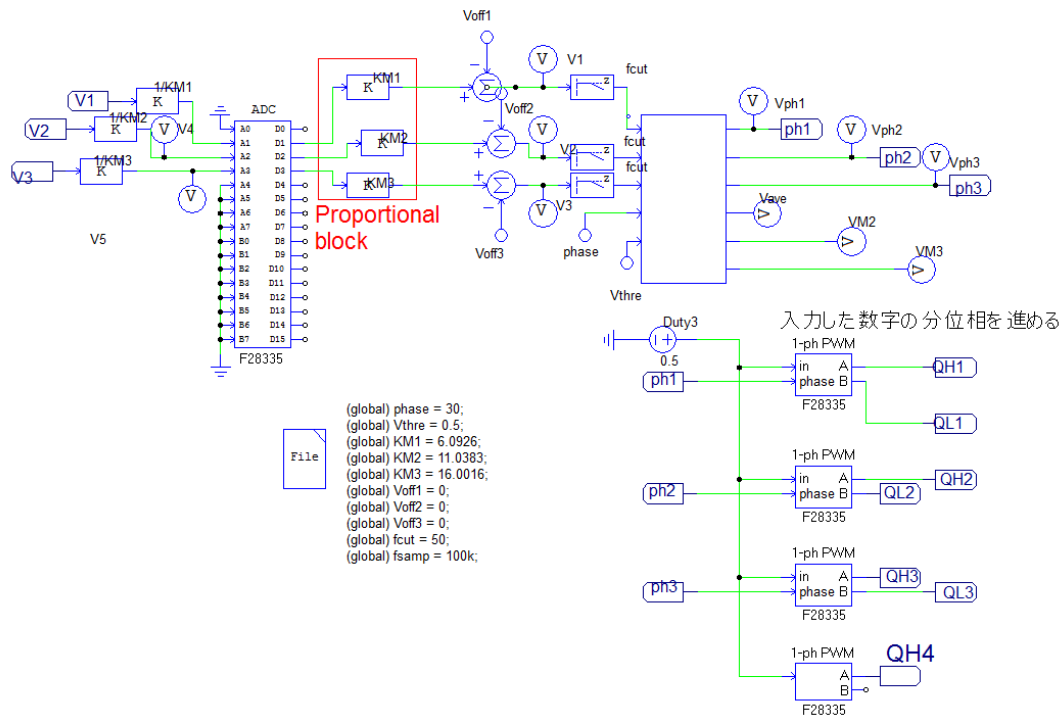 Voff1
V1
fcut
1/KM1
V1
K
KM1
K
z
Voff2
ADC
1/KM2
V2
K
V4
V
V
A0 D0
A1 D1
A2 D2
A3 D3
A4 D4
A5 D5
A6 D6
A7 D7
B0 D8
B1 D9
B2 D10
B3 D11
B4 D12
B5 D13
B6 D14
B7 D15
F28335
KM2
K
V
V2
fcut
z
1/KM3
V3
K
V
KM3
K
V3
V
fcut
z
Proportional
block
V5
Voff3
phase
Vthre
V
Vph1
ph1
V
Vph2
ph2
V
Vph3
ph3
Vave
V
VM2
V
VM3
V
入力した数字の分位相を進める
Duty3
0.5
1-ph PWM
in A
phase B
F28335
ph1
QH1
QL1
File
(global) phase = 30;
(global) Vthre = 0.5;
(global) KM1 = 6.0926;
(global) KM2 = 11.0383;
(global) KM3 = 16.0016;
(global) Voff1 = 0;
(global) Voff2 = 0;
(global) Voff3 = 0;
(global) fcut = 50;
(global) fsamp = 100k;
1-ph PWM
in A
phase B
F28335
ph2
QH2
QL2
1-ph PWM
in A
phase B
F28335
ph3
QH3
QL3
1-ph PWM
A
B
F28335
QH4